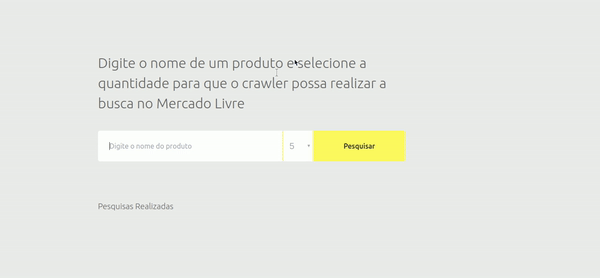 Digite o nome de um produto e selecione a
quantidade para que o crawler possa realizar a
busca no Mercado Livre
Digite o nome do produto
5
Pesquisar
Pesquisas Realizadas